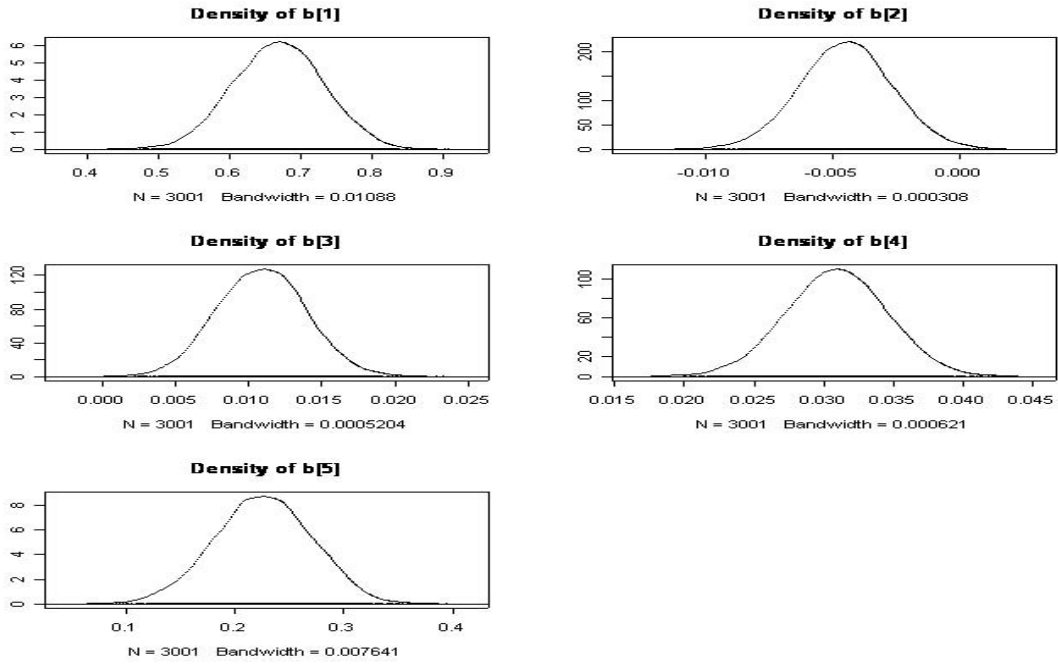 Density of b[1]
6
5
4
3
2
1
0
0.4 0.5 0.6 0.7 0.8 0.9
N = 3001 Bandwidth = 0.01088
Density of b[2]
200
100
50
0
-0.010 -0.005 0.000
N = 3001 Bandwidth = 0.000308
Density of b[3]
120
80
40
0
0.000 0.005 0.010 0.015 0.020 0.025
N = 3001 Bandwidth = 0.0005204
Density of b[4]
100
60
20
0
0.015 0.020 0.025 0.030 0.035 0.040 0.045
N = 3001 Bandwidth = 0.000621
Density of b[5]
8
6
4
2
0
0.1 0.2 0.3 0.4
N = 3001 Bandwidth = 0.007641